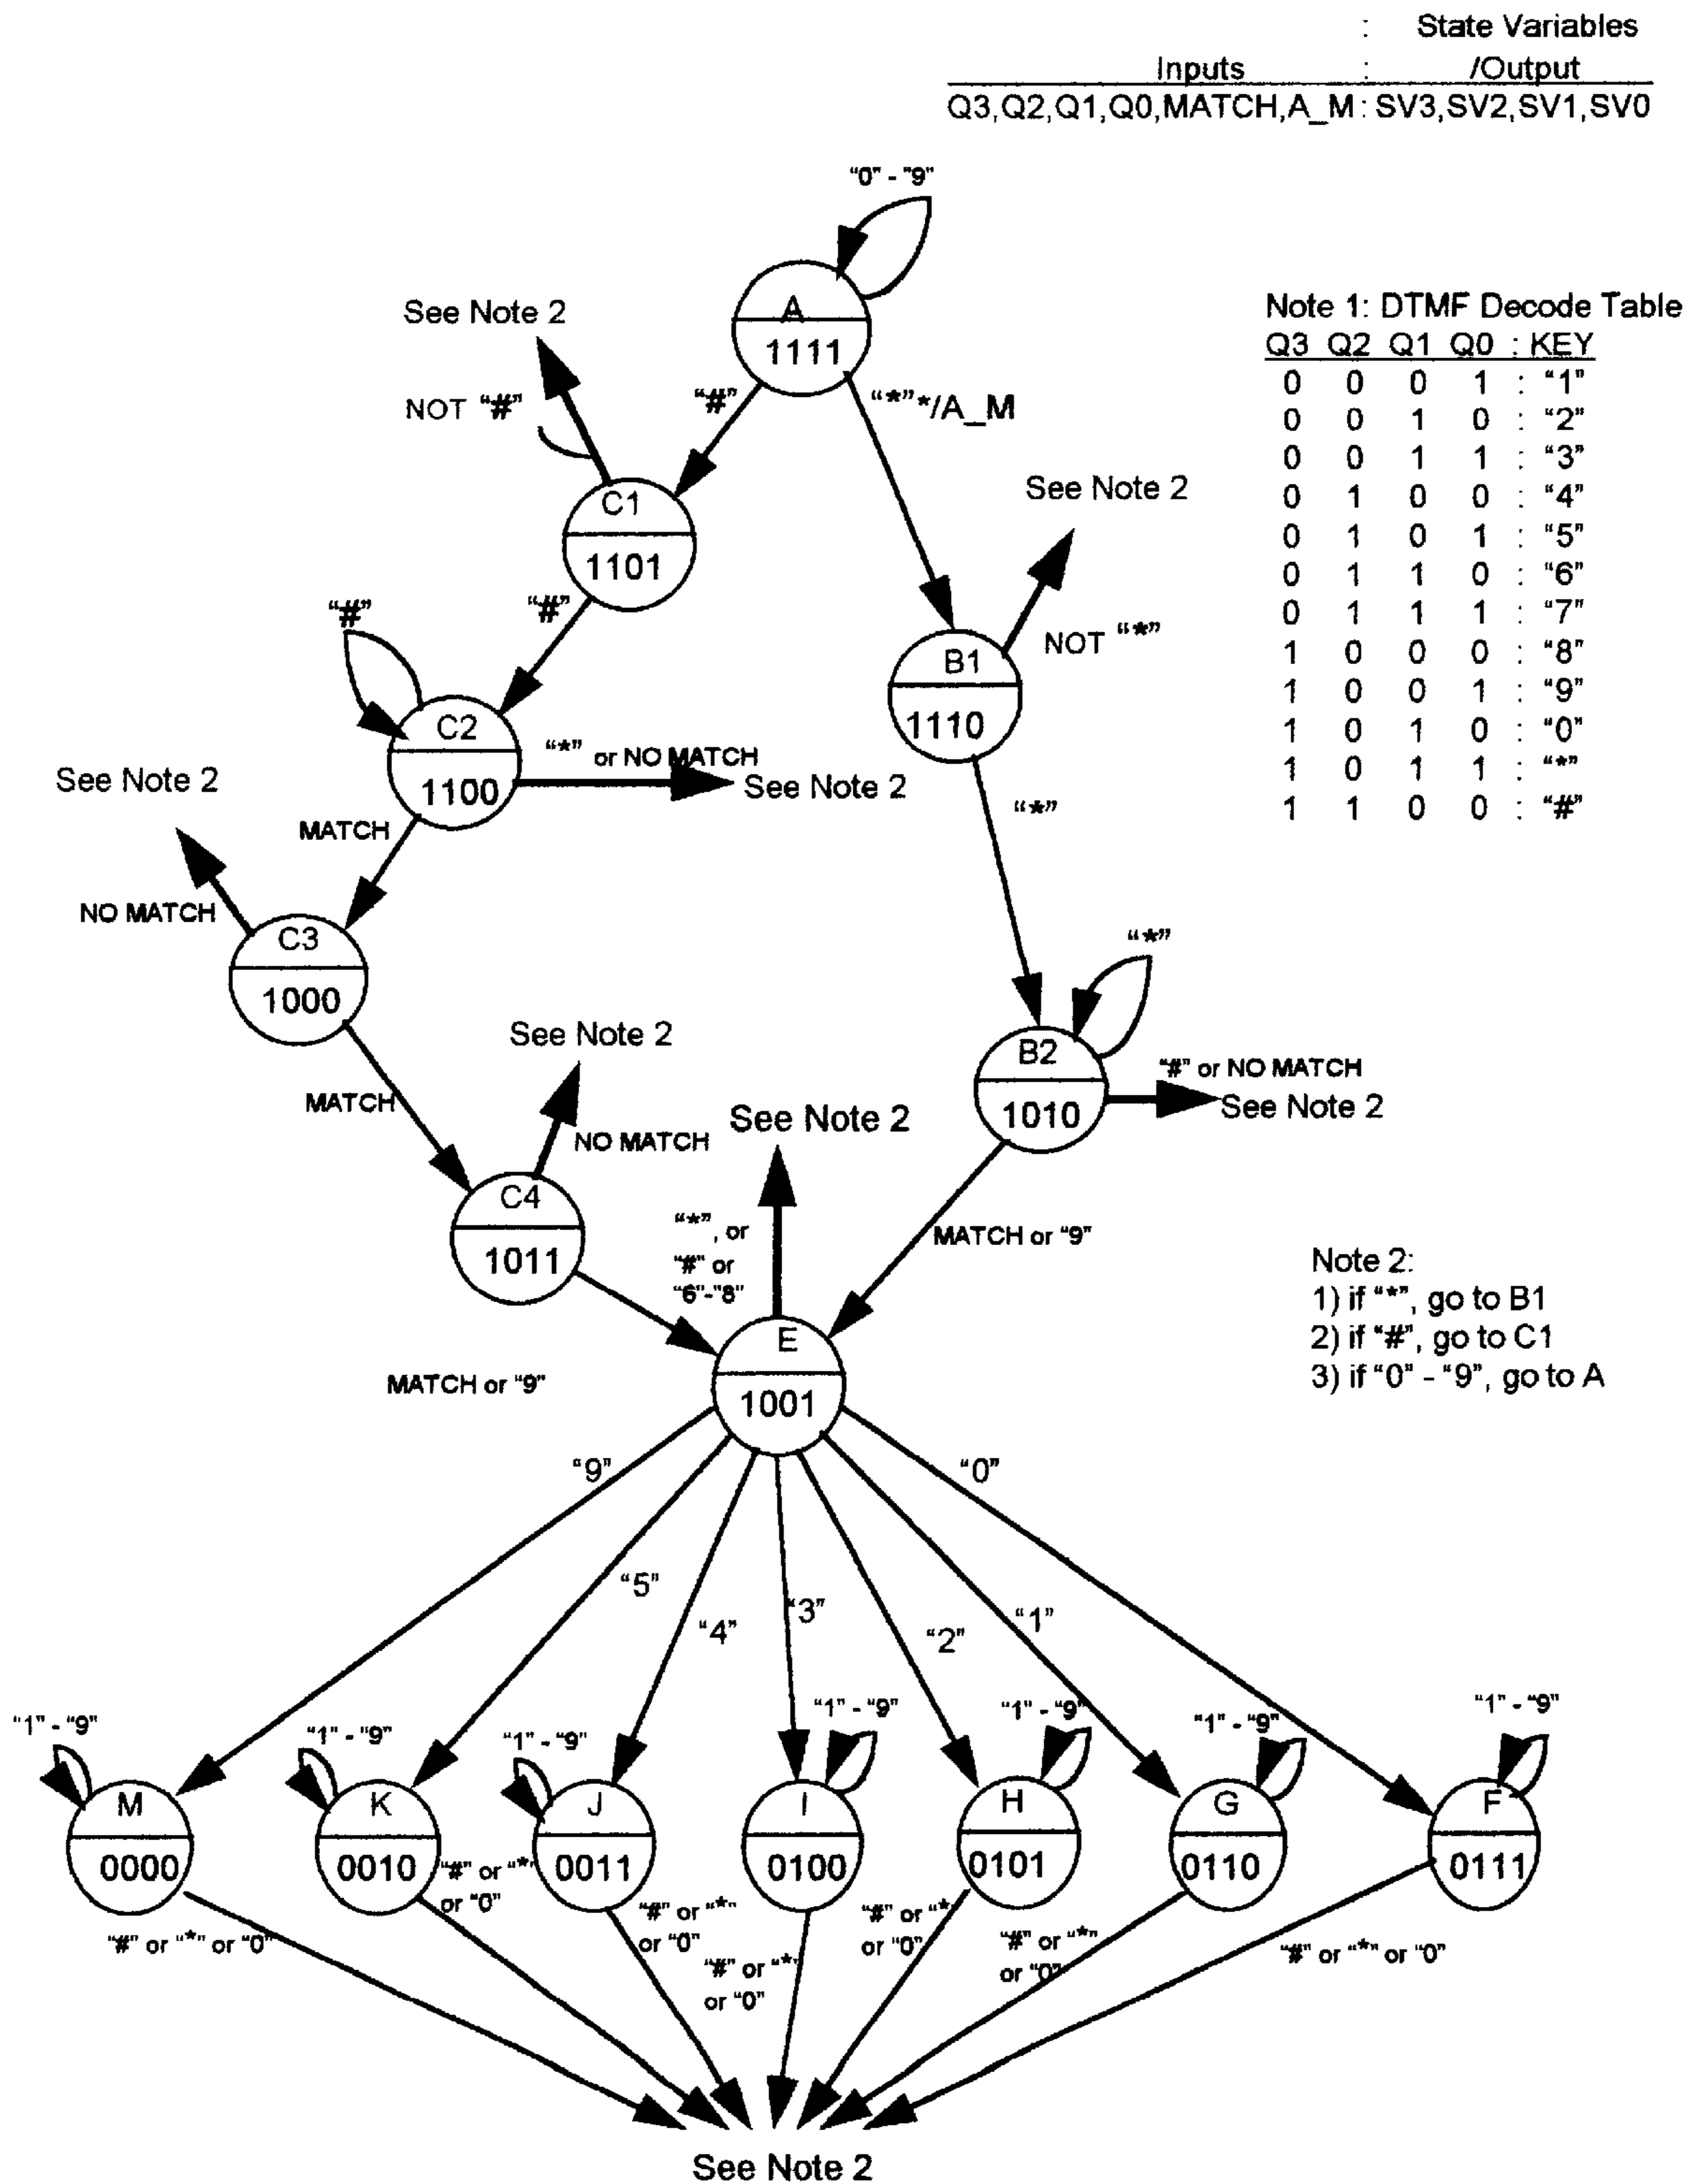 : State Variables
Inputs : /Output
Q3,Q2,Q1,Q0,MATCH,A_M: SV3,SV2,SV1,SV0
“0” - “9”
A
1111
See Note 2
NOT “#”
“#”
“*”*/A_M
Note 1: DTMF Decode Table
Q3 Q2 Q1 Q0 : KEY
0 0 0 1 : “1”
0 0 1 0 : “2”
0 0 1 1 : “3”
0 1 0 0 : “4”
0 1 0 1 : “5”
0 1 1 0 : “6”
0 1 1 1 : “7”
1 0 0 0 : “8”
1 0 0 1 : “9”
1 0 1 0 : “0”
1 0 1 1 : “*”
1 1 0 0 : “#”
C1
1101
See Note 2
NOT “*”
B1
1110
“#”
“#”
C2
1100
“*” or NO MATCH
See Note 2
See Note 2
MATCH
“*”
NO MATCH
C3
1000
“*”
B2
1010
“#” or NO MATCH
See Note 2
See Note 2
MATCH
NO MATCH
See Note 2
C4
1011
“*”, or
“#” or
“6”-“8”
MATCH or “9”
MATCH or “9”
E
1001
Note 2:
1) if “*”, go to B1
2) if “#”, go to C1
3) if “0” - “9”, go to A
“9”
“5”
“4”
“3”
“2”
“1”
“0”
“1” - “9”
“1” - “9”
“1” - “9”
“1” - “9”
“1” - “9”
“1” - “9”
“1” - “9”
M
0000
K
0010
J
0011
I
0100
H
0101
G
0110
F
0111
“#” or “*” or “0”
“#” or “*”
or “0”
“#” or “*”
or “0”
“#” or “*”
or “0”
“#” or “*”
or “0”
“#” or “*”
or “0”
“#” or “*” or “0”
See Note 2